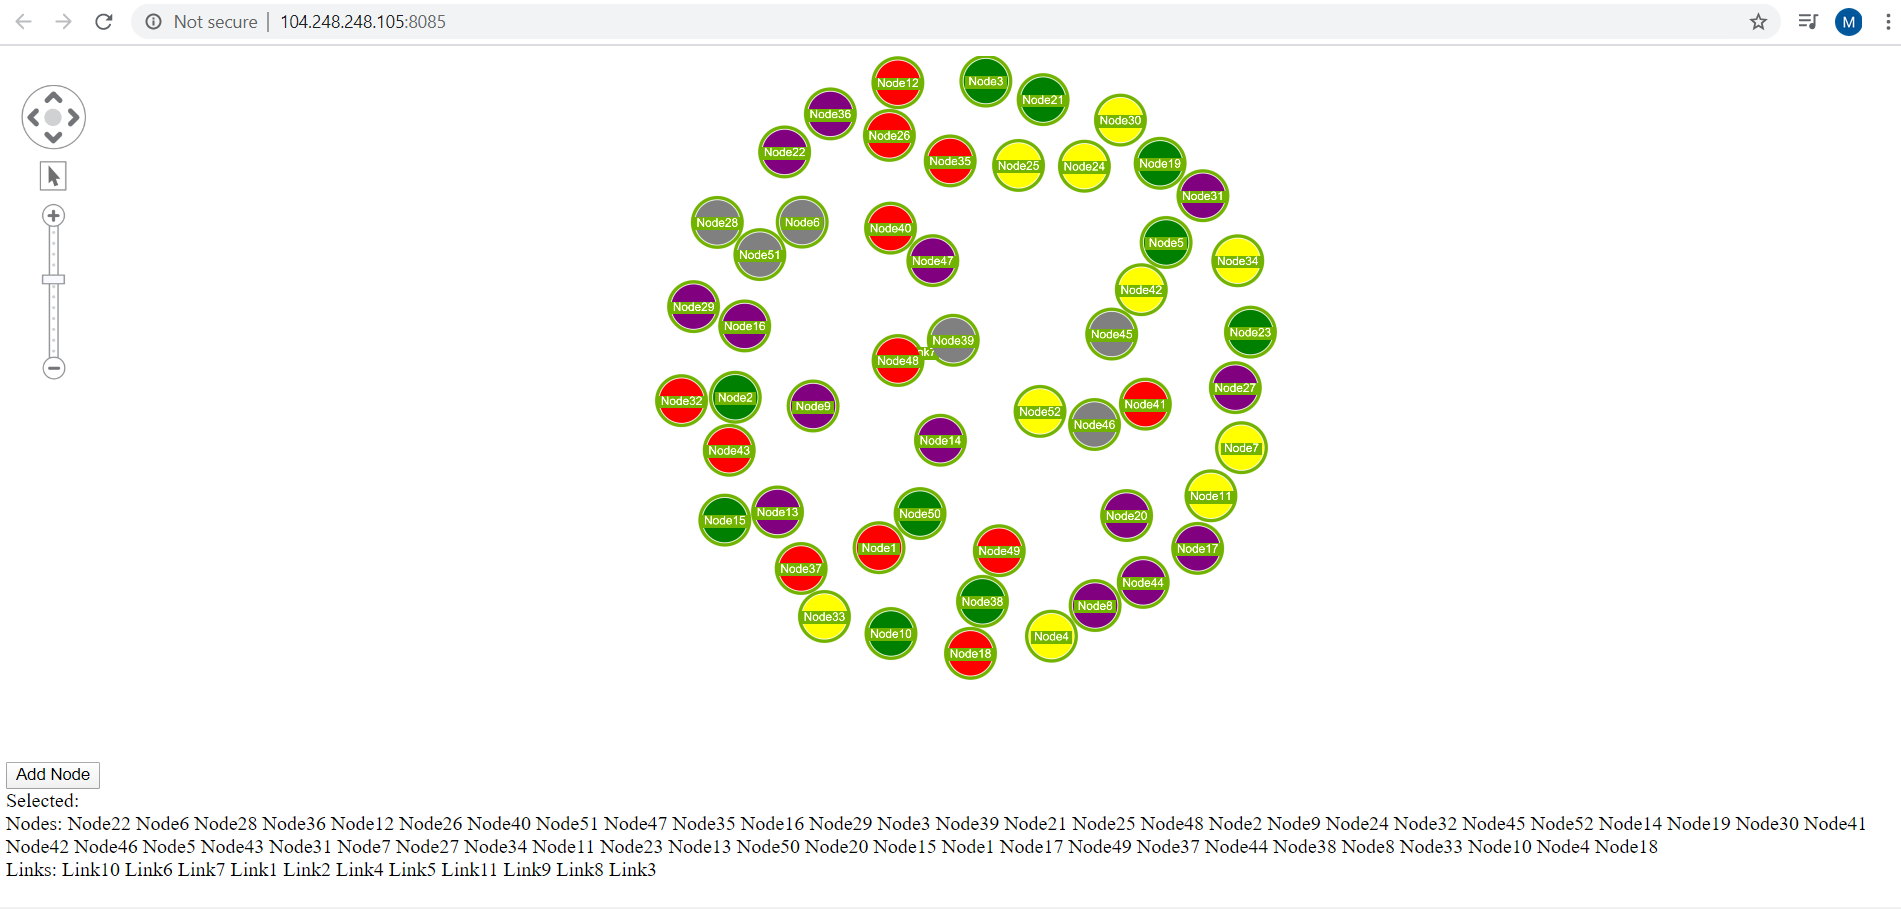 Not secure | 104.248.248.105:8085
M
Node12
Node3
Node21
Node36
Node30
Node26
Node22
Node35
Node25
Node24
Node19
Node31
Node28
Node6
Node40
Node5
Node51
Node47
Node34
Node42
Node29
Node16
Node45
Node23
Node39
nk7
Node48
Node27
Node32
Node2
Node9
Node52
Node41
Node46
Node14
Node7
Node43
Node11
Node13
Node50
Node20
Node15
Node1
Node49
Node17
Node37
Node44
Node38
Node8
Node33
Node10
Node4
Node18
Add Node
Selected:
Nodes: Node22 Node6 Node28 Node36 Node12 Node26 Node40 Node51 Node47 Node35 Node16 Node29 Node3 Node39 Node21 Node25 Node48 Node2 Node9 Node24 Node32 Node45 Node52 Node14 Node19 Node30 Node41
Node42 Node46 Node5 Node43 Node31 Node7 Node27 Node34 Node11 Node23 Node13 Node50 Node20 Node15 Node1 Node17 Node49 Node37 Node44 Node38 Node8 Node33 Node10 Node4 Node18
Links: Link10 Link6 Link7 Link1 Link2 Link4 Link5 Link11 Link9 Link8 Link3